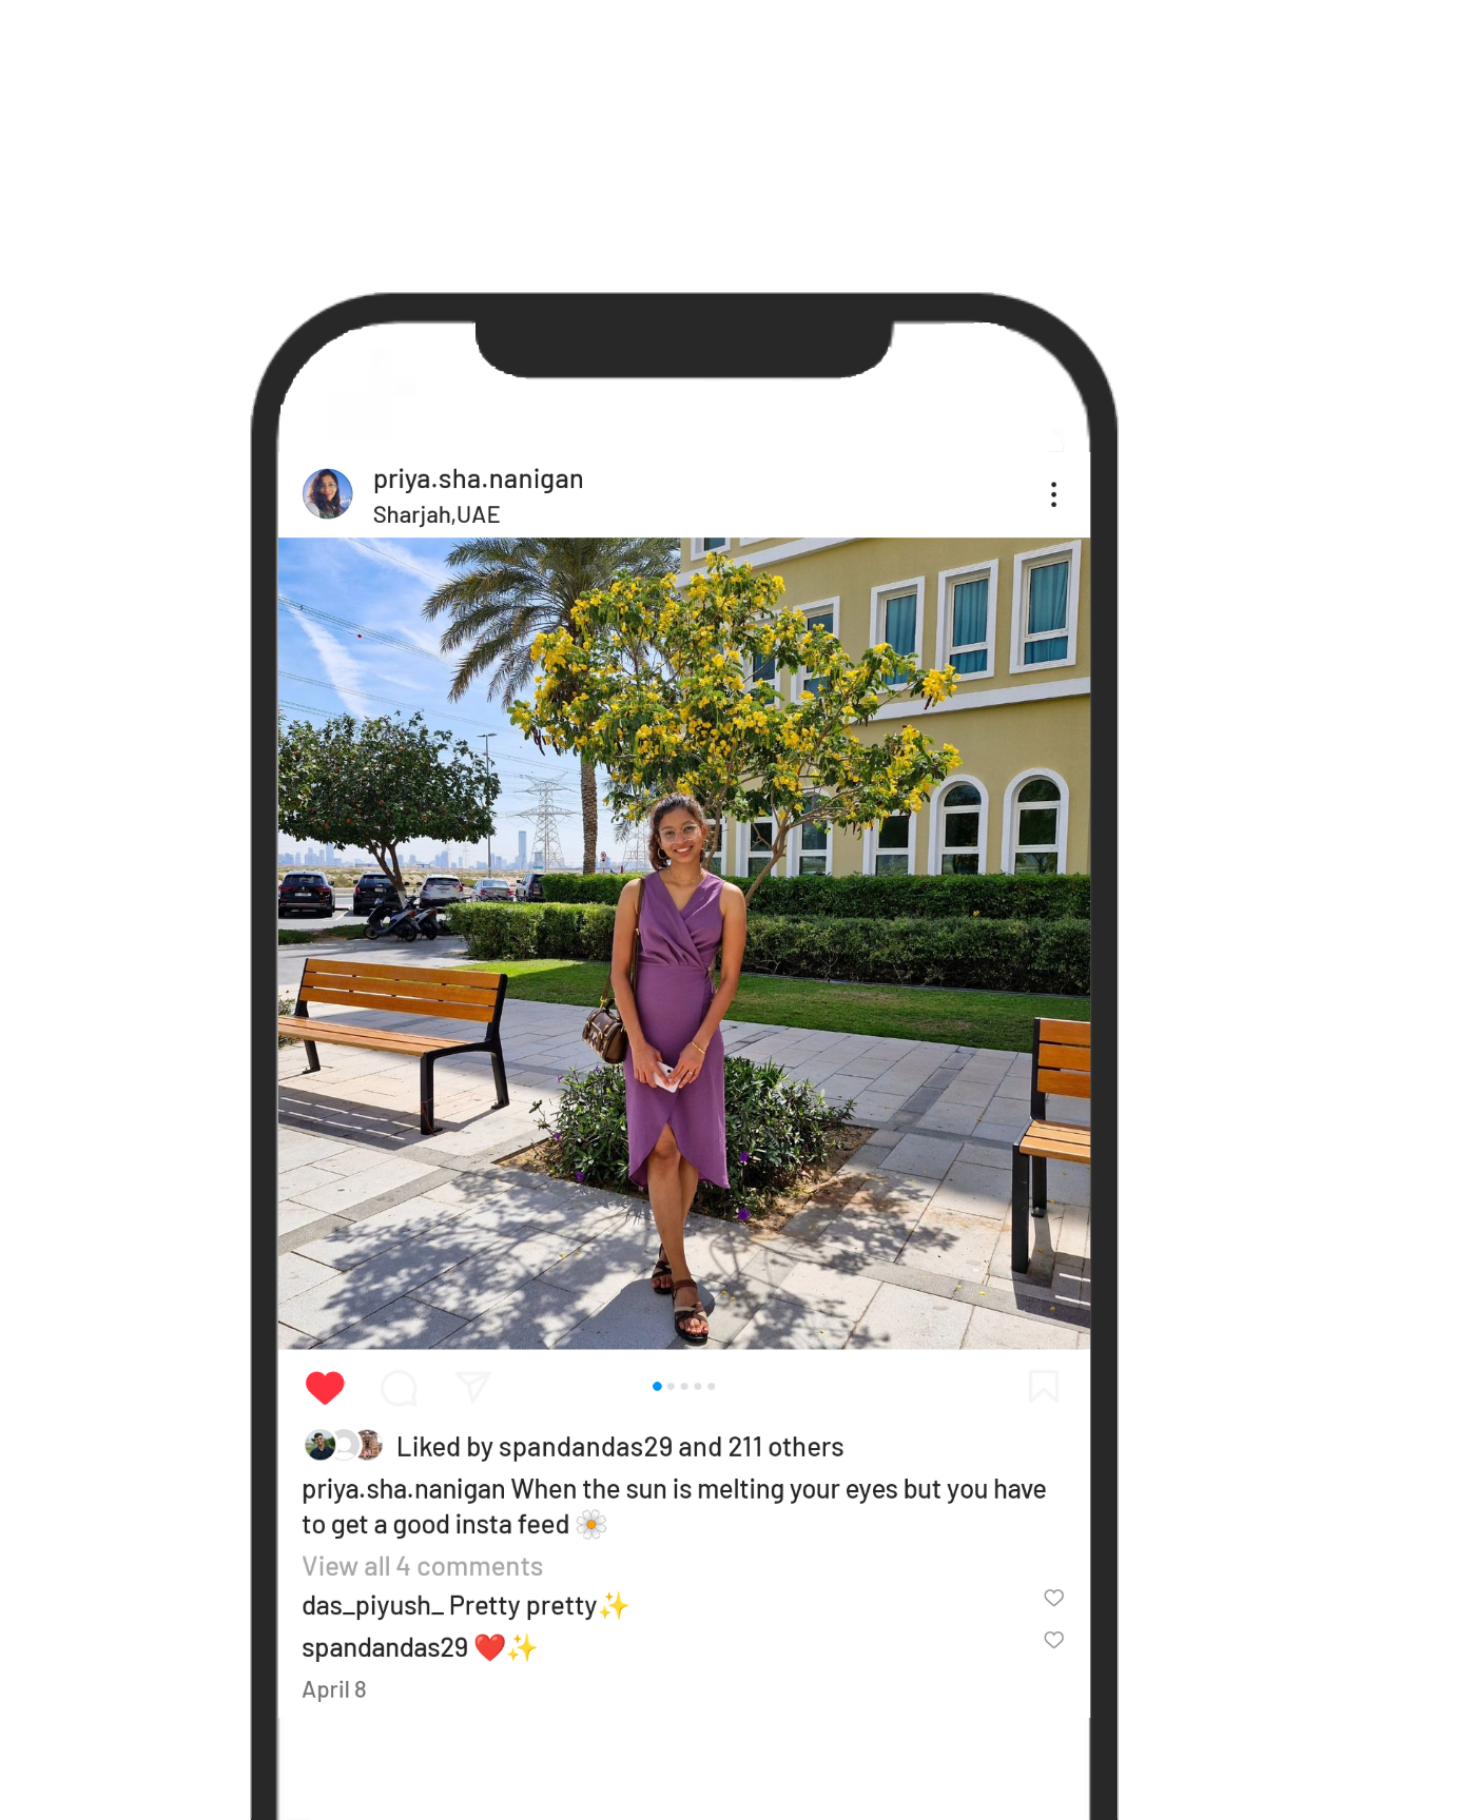 priya.sha.nanigan
Sharjah,UAE
Liked by spandandas29 and 211 others
priya.sha.nanigan When the sun is melting your eyes but you have
to get a good insta feed 🌼
View all 4 comments
das_piyush_ Pretty pretty✨
spandandas29 ❤️✨
April 8